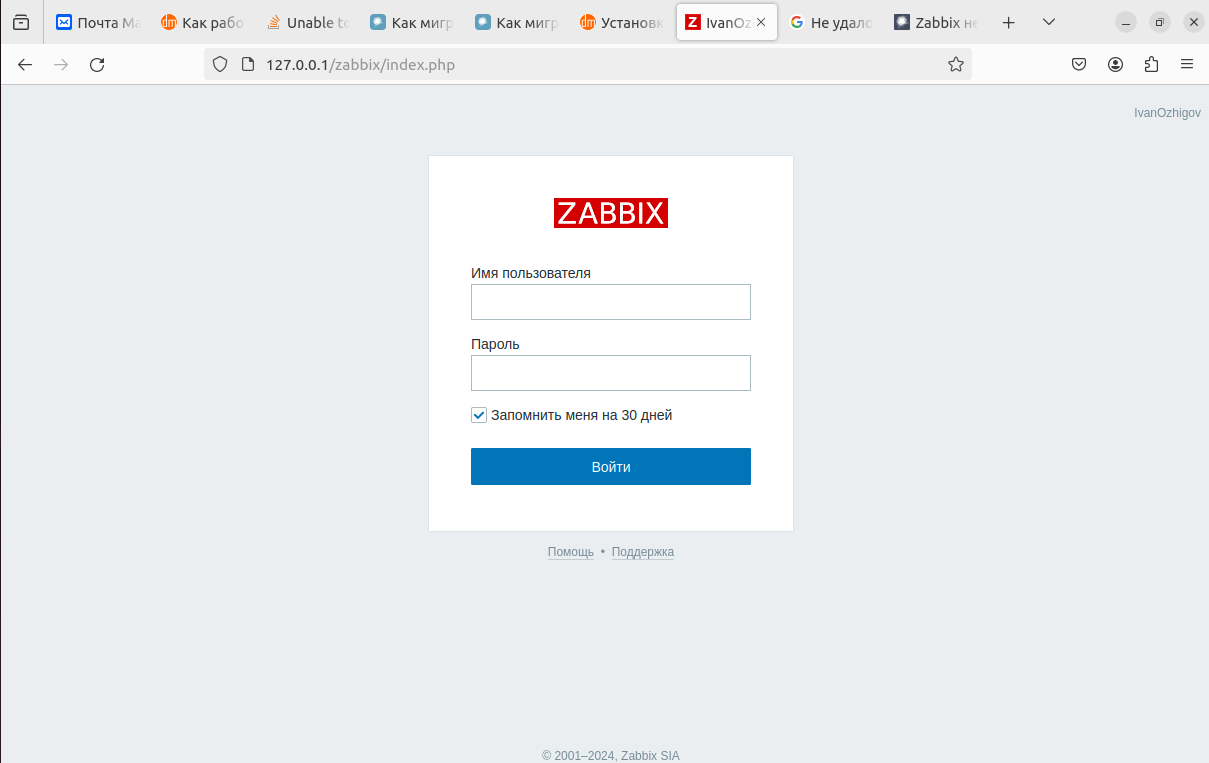 Почта Ma
Как рабо
Unable to
Как мигр
Как мигр
Установк
IvanOz
Не удало
Zabbix не
127.0.0.1/zabbix/index.php
IvanOzhigov
ZABBIX
Имя пользователя
Пароль
Запомнить меня на 30 дней
Войти
Помощь • Поддержка
© 2001–2024, Zabbix SIA